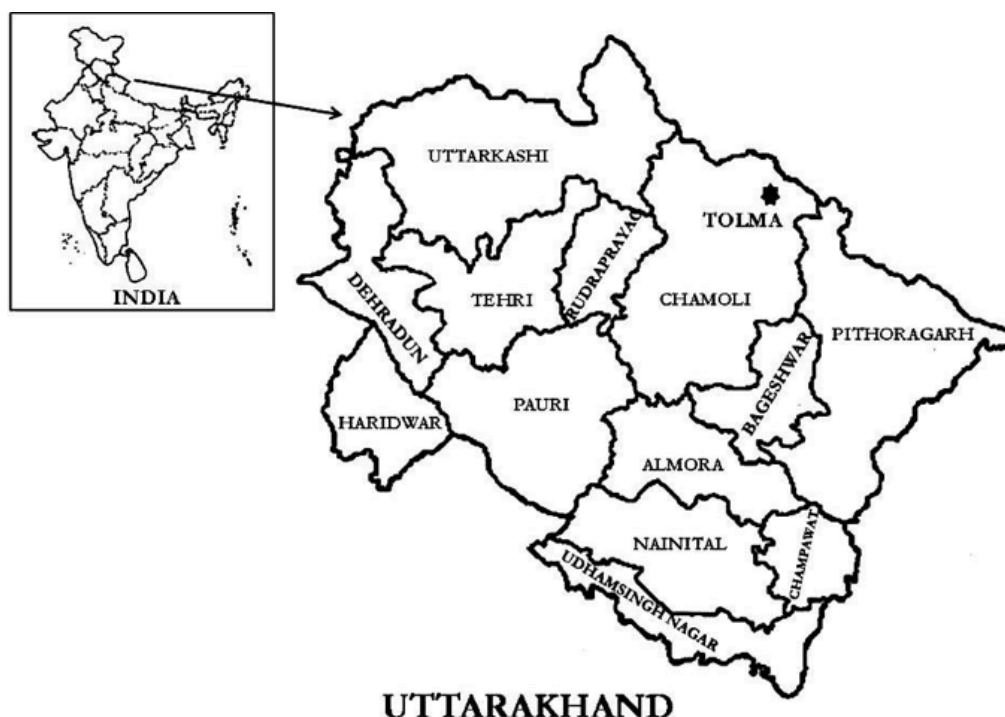 INDIA
UTTARKASHI
TOLMA
RUDRAPRAYAG
DEHRADUN
TEHRI
CHAMOLI
PITHORAGARH
BAGESHWAR
HARIDWAR
PAURI
ALMORA
NAINITAL
CHAMPAWAT
UDHAMSINGH NAGAR
UTTARAKHAND